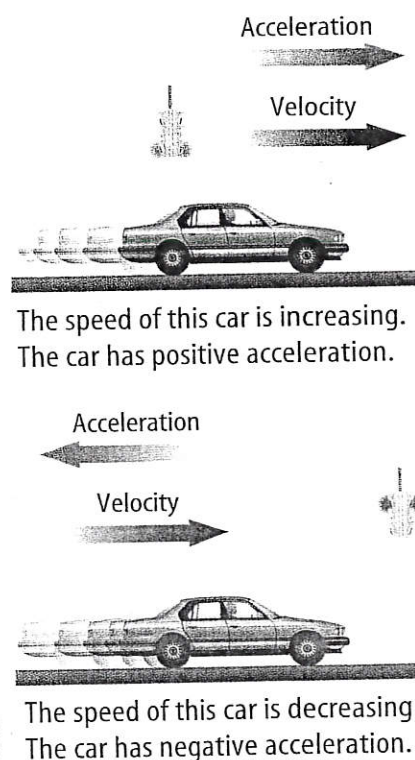 Acceleration
Velocity
The speed of this car is increasing.
The car has positive acceleration.
Acceleration
Velocity
The speed of this car is decreasing
The car has negative acceleration.